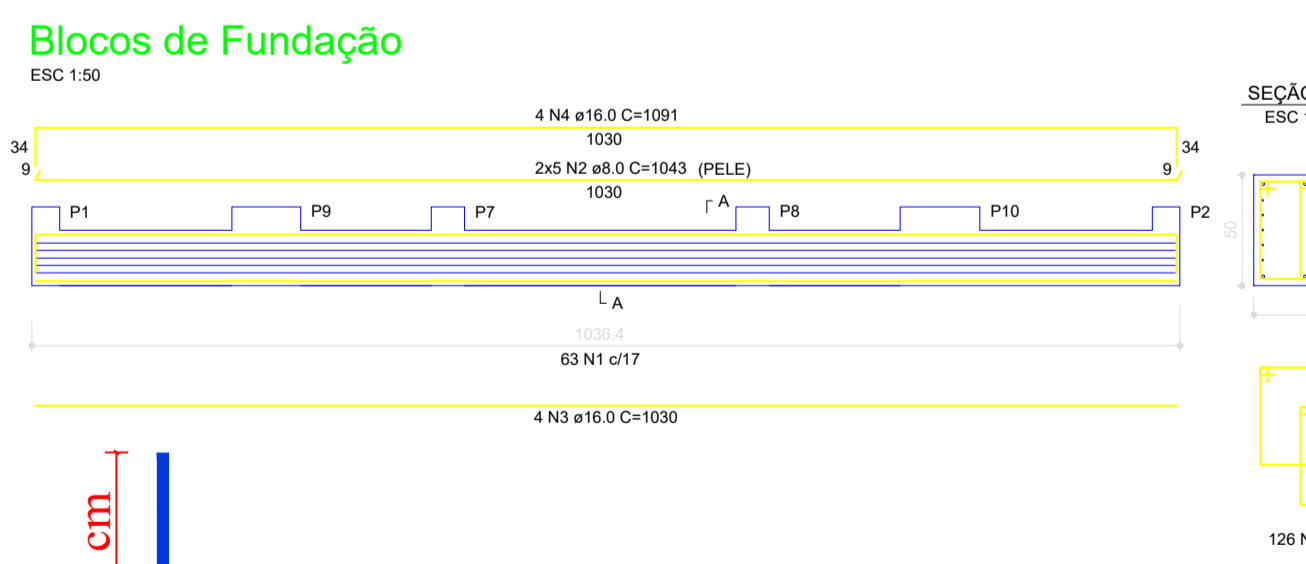 Blocos de Fundação
ESC 1:50
4 N4 ø16.0 C=1091
1030
34
34
9
9
2x5 N2 ø8.0 C=1043 (PELE)
1030
P1
P9
P7
A
P8
P10
P2
A
1036.4
63 N1 c/17
4 N3 ø16.0 C=1030
cm
SEÇÃO
ESC 1
50
126 N